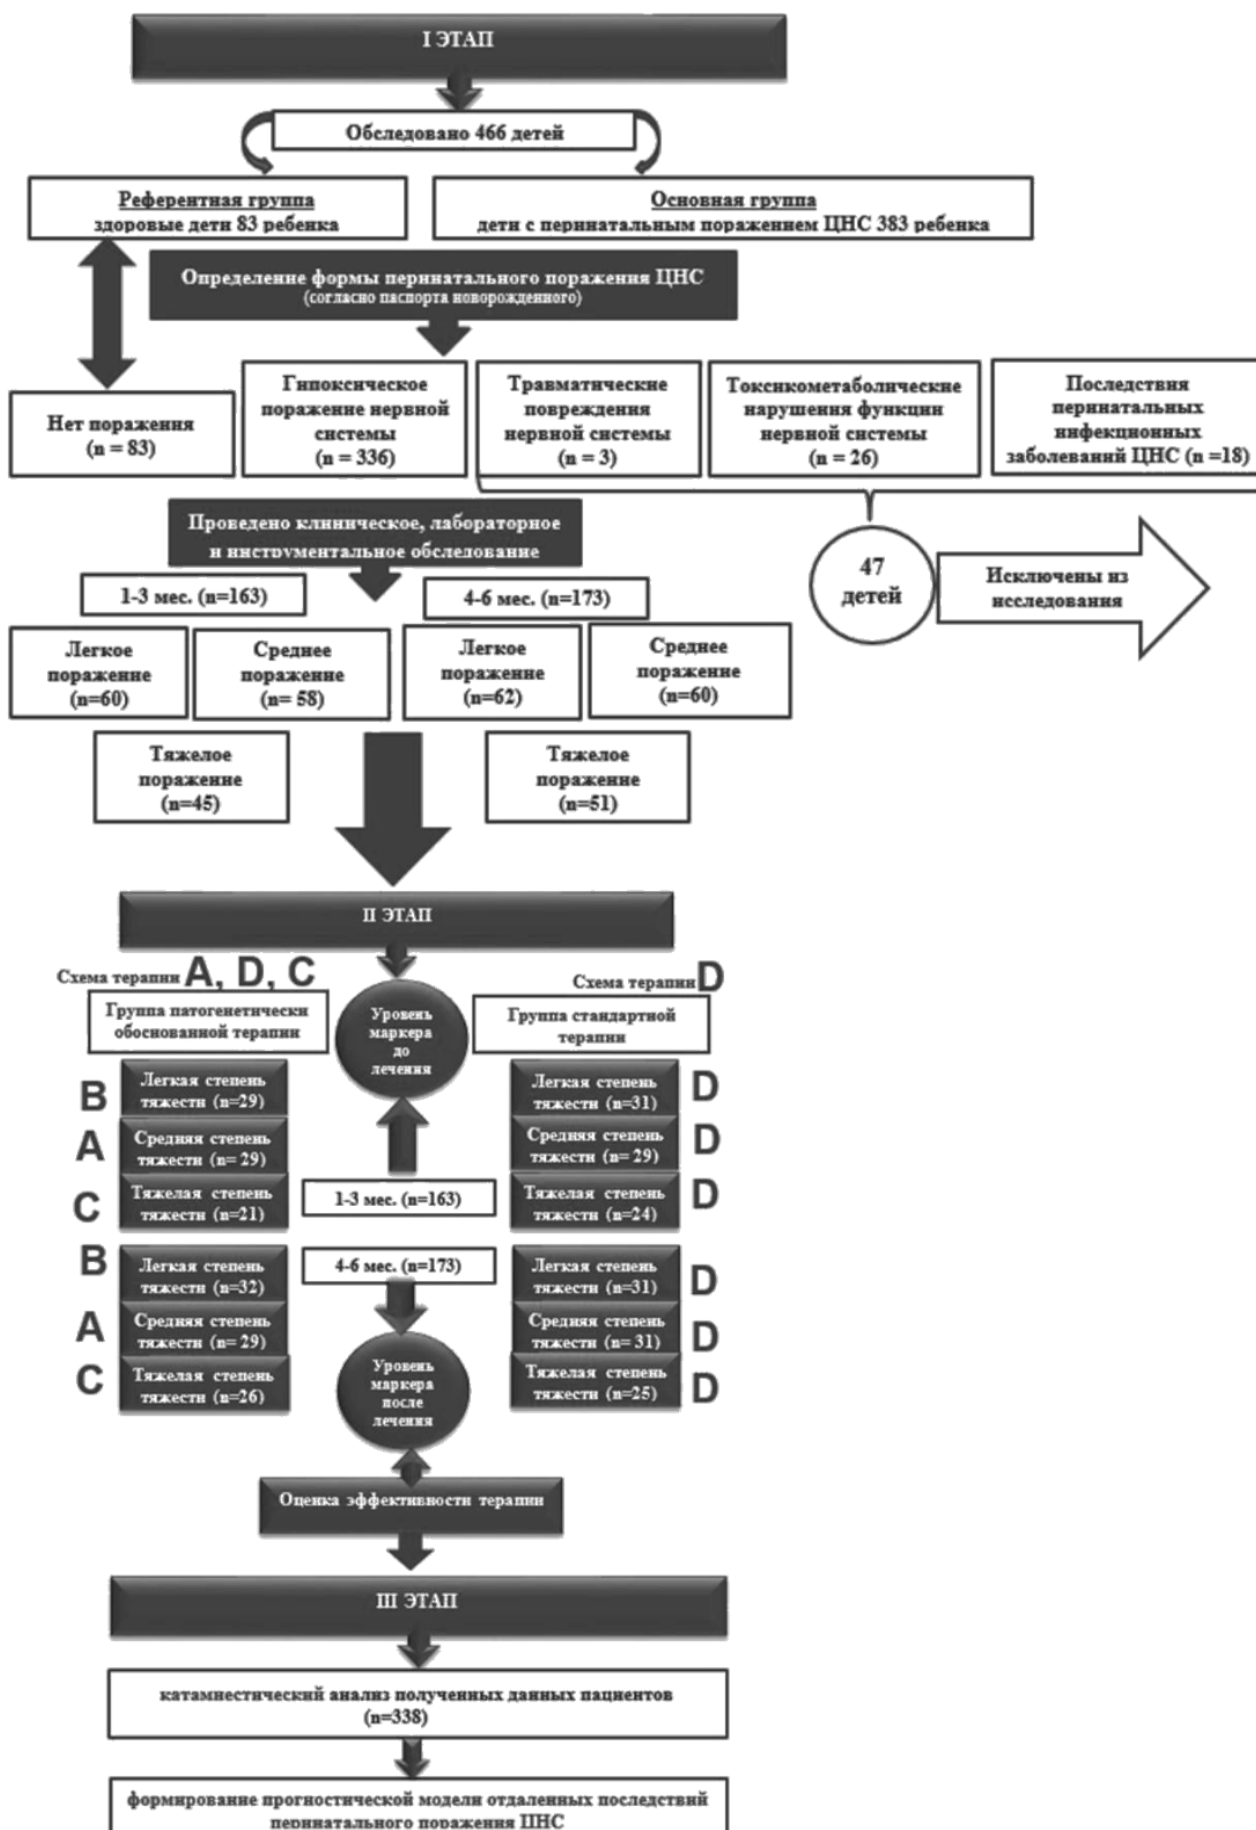 I ЭТАП
Обследовано 466 детей
Референтная группа
здоровые дети 83 ребенка
Основная группа
дети с перинатальным поражением ЦНС 383 ребенка
Определение формы перинатального поражения ЦНС
(согласно паспорта новорожденного)
Нет поражения
(n = 83)
Гипоксическое
поражение нервной
системы
(n = 336)
Травматические
повреждения
нервной системы
(n = 3)
Токсикометаболические
нарушения функции
нервной системы
(n = 26)
Последствия
перинатальных
инфекционных
заболеваний ЦНС (n =18)
Проведено клиническое, лабораторное
и инструментальное обследование
47
детей
Исключены из
исследования
1-3 мес. (n=163)
4-6 мес. (n=173)
Легкое
поражение
(n=60)
Среднее
поражение
(n= 58)
Легкое
поражение
(n=62)
Среднее
поражение
(n=60)
Тяжелое
поражение
(n=45)
Тяжелое
поражение
(n=51)
II ЭТАП
Схема терапии A, D, C
Схема терапии D
Группа патогенетически
обоснованной терапии
Уровень
маркера
до
лечения
Группа стандартной
терапии
B
Легкая степень
тяжести (n=29)
Легкая степень
тяжести (n=31)
D
A
Средняя степень
тяжести (n= 29)
Средняя степень
тяжести (n= 29)
D
C
Тяжелая степень
тяжести (n=21)
1-3 мес. (n=163)
Тяжелая степень
тяжести (n=24)
D
B
Легкая степень
тяжести (n=32)
4-6 мес. (n=173)
Легкая степень
тяжести (n=31)
D
A
Средняя степень
тяжести (n= 29)
Средняя степень
тяжести (n= 31)
D
C
Тяжелая степень
тяжести (n=26)
Уровень
маркера
после
лечения
Тяжелая степень
тяжести (n=25)
D
Оценка эффективности терапии
III ЭТАП
катамнестический анализ полученных данных пациентов
(n=338)
формирование прогностической модели отдаленных последствий
перинатального поражения ЦНС